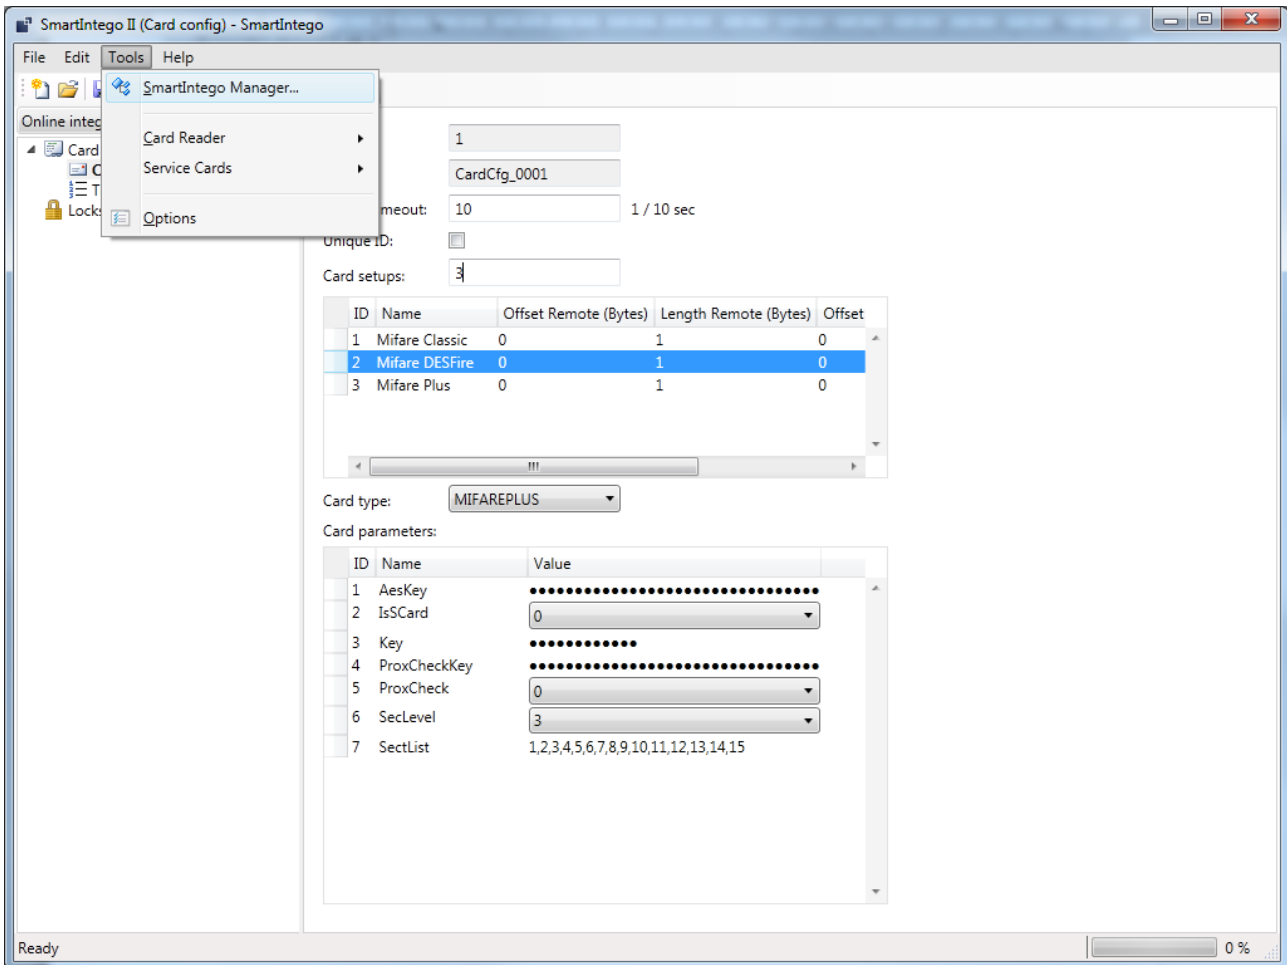 SmartIntego II (Card config) - SmartIntego
File Edit Tools Help
SmartIntego Manager...
Card Reader
Service Cards
Options
Online integ
Card
C
T
Locks
1
CardCfg_0001
meout: 10 1 / 10 sec
Unique ID:
Card setups: 3
ID Name Offset Remote (Bytes) Length Remote (Bytes) Offset
1 Mifare Classic 0 1 0
2 Mifare DESFire 0 1 0
3 Mifare Plus 0 1 0
Card type: MIFAREPLUS
Card parameters:
ID Name Value
1 AesKey ●●●●●●●●●●●●●●●●●●●●●●●●●●●●●●●●
2 IsSCard 0
3 Key ●●●●●●●●●●●●
4 ProxCheckKey ●●●●●●●●●●●●●●●●●●●●●●●●●●●●●●●●
5 ProxCheck 0
6 SecLevel 3
7 SectList 1,2,3,4,5,6,7,8,9,10,11,12,13,14,15
Ready 0 %